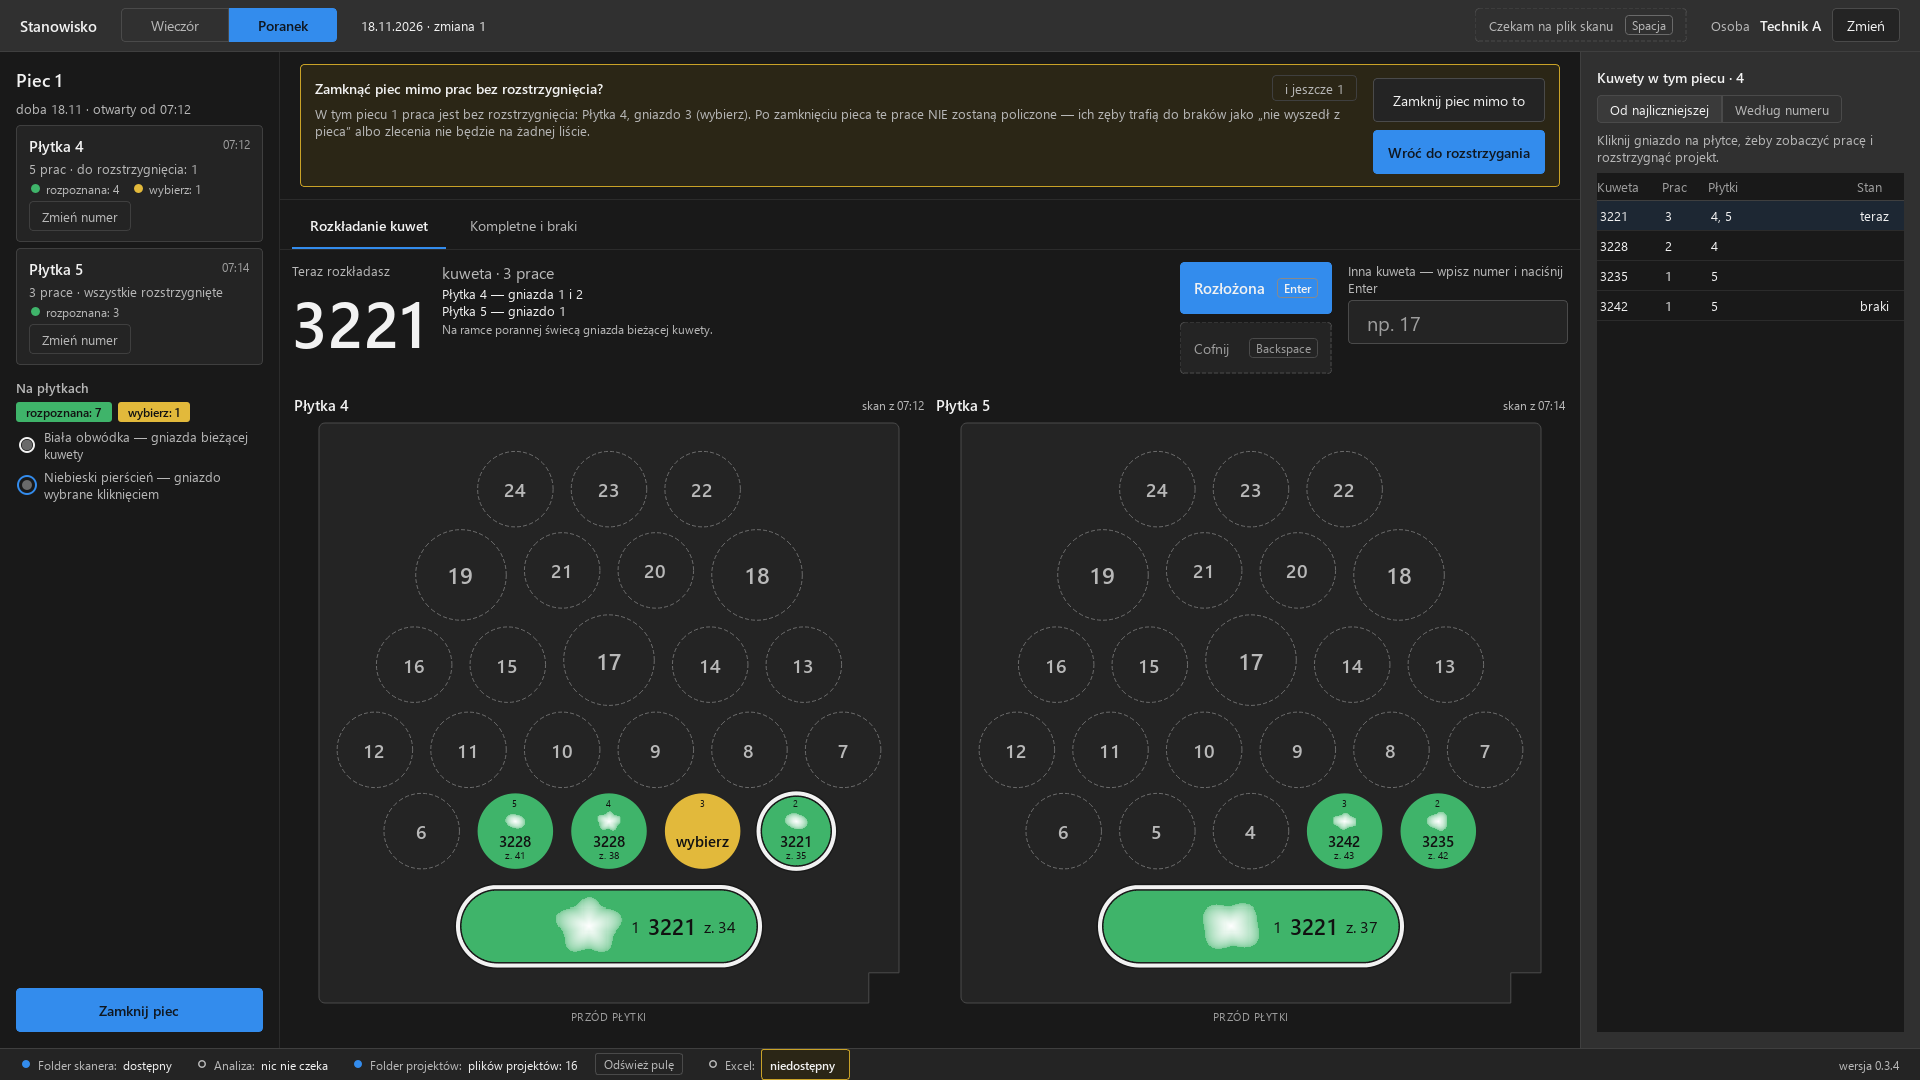 Stanowisko
Wieczór
Poranek
18.11.2026 · zmiana 1
Czekam na plik skanu
Spacja
Osoba
Technik A
Zmień
Piec 1
doba 18.11 · otwarty od 07:12
Płytka 4
07:12
5 prac · do rozstrzygnięcia: 1
rozpoznana: 4
wybierz: 1
Zmień numer
Płytka 5
07:14
3 prace · wszystkie rozstrzygnięte
rozpoznana: 3
Zmień numer
Na płytkach
rozpoznana: 7
wybierz: 1
Biała obwódka — gniazda bieżącej
kuwety
Niebieski pierścień — gniazdo
wybrane kliknięciem
Zamknij piec
Zamknąć piec mimo prac bez rozstrzygnięcia?
i jeszcze 1
W tym piecu 1 praca jest bez rozstrzygnięcia: Płytka 4, gniazdo 3 (wybierz). Po zamknięciu pieca te prace NIE zostaną policzone — ich zęby trafią do braków jako „nie wyszedł z
pieca” albo zlecenia nie będzie na żadnej liście.
Zamknij piec mimo to
Wróć do rozstrzygania
Rozkładanie kuwet
Kompletne i braki
Teraz rozkładasz
3221
kuweta · 3 prace
Płytka 4 — gniazda 1 i 2
Płytka 5 — gniazdo 1
Na ramce porannej świecą gniazda bieżącej kuwety.
Rozłożona
Enter
Cofnij
Backspace
Inna kuweta — wpisz numer i naciśnij
Enter
np. 17
Płytka 4
skan z 07:12
24 23 22
19 21 20 18
16 15 17 14 13
12 11 10 9 8 7
6
5
3228
z. 41
4
3228
z. 38
3
wybierz
2
3221
z. 35
1 3221 z. 34
PRZÓD PŁYTKI
Płytka 5
skan z 07:14
24 23 22
19 21 20 18
16 15 17 14 13
12 11 10 9 8 7
6 5 4
3
3242
z. 43
2
3235
z. 42
1 3221 z. 37
PRZÓD PŁYTKI
Kuwety w tym piecu · 4
Od najliczniejszej
Według numeru
Kliknij gniazdo na płytce, żeby zobaczyć pracę i
rozstrzygnąć projekt.
Kuweta Prac Płytki Stan
3221 3 4, 5 teraz
3228 2 4
3235 1 5
3242 1 5 braki
Folder skanera: dostępny
Analiza: nic nie czeka
Folder projektów: plików projektów: 16
Odśwież pulę
Excel: niedostępny
wersja 0.3.4